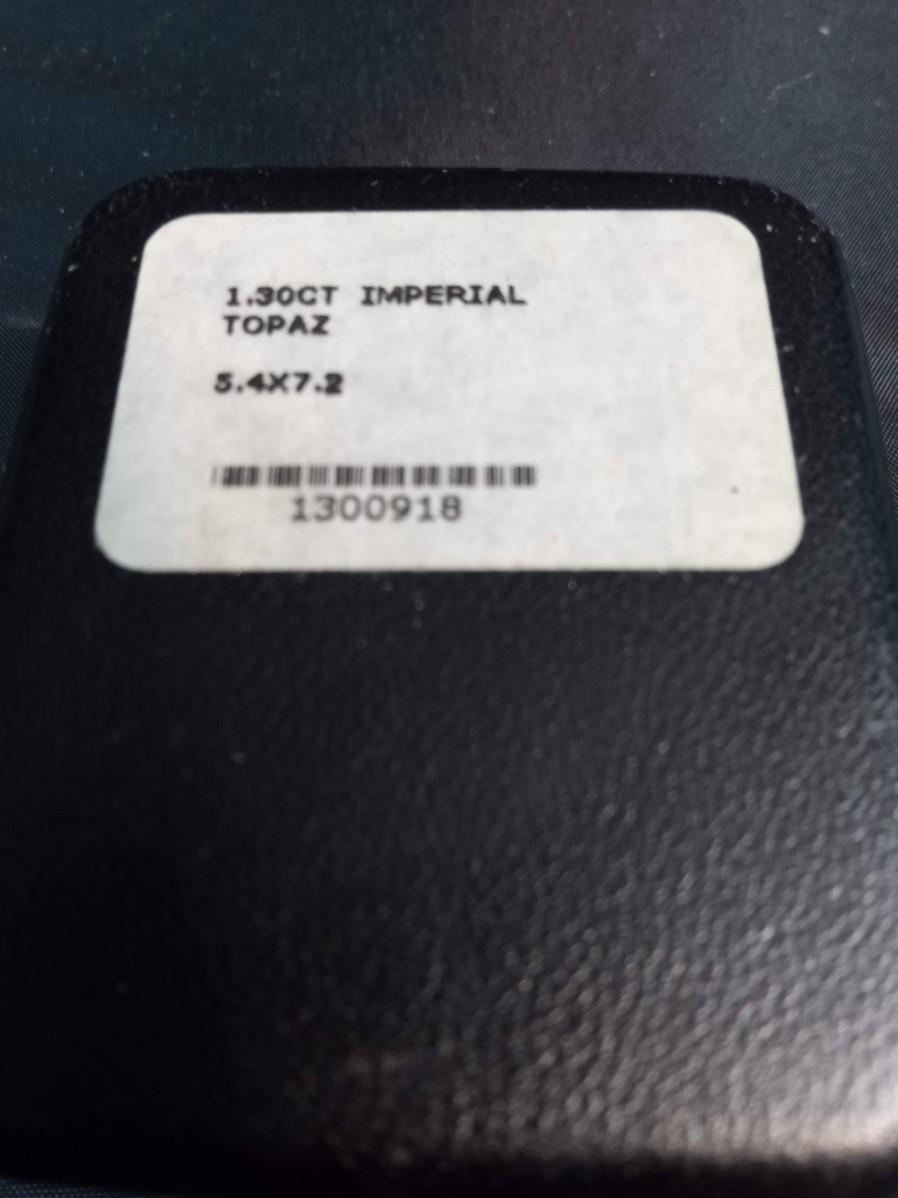 1.30CT IMPERIAL
TOPAZ
5.4X7.2
1300918